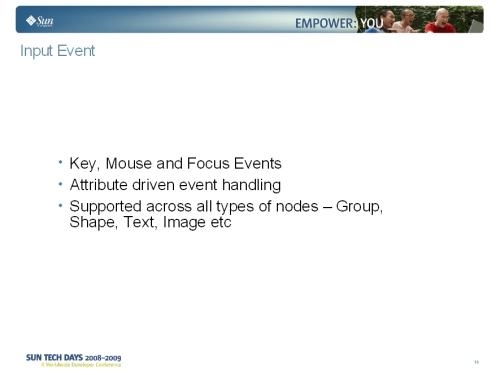 Sun
EMPOWER: YOU
Input Event
• Key, Mouse and Focus Events
• Attribute driven event handling
• Supported across all types of nodes – Group,
Shape, Text, Image etc
SUN TECH DAYS 2008–2009
A Worldwide Developer Conference